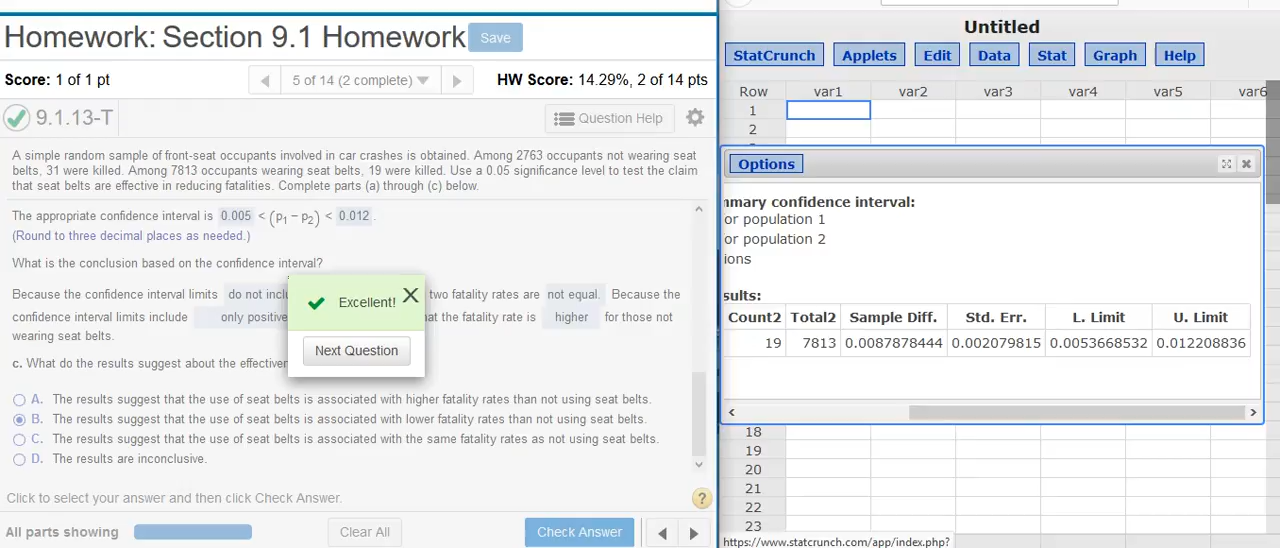 Homework: Section 9.1 Homework
Save
Score: 1 of 1 pt
5 of 14 (2 complete)
HW Score: 14.29%, 2 of 14 pts
9.1.13-T
Question Help
A simple random sample of front-seat occupants involved in car crashes is obtained. Among 2763 occupants not wearing seat
belts, 31 were killed. Among 7813 occupants wearing seat belts, 19 were killed. Use a 0.05 significance level to test the claim
that seat belts are effective in reducing fatalities. Complete parts (a) through (c) below.
The appropriate confidence interval is 0.005 < (p1 − p2) < 0.012.
(Round to three decimal places as needed.)
What is the conclusion based on the confidence interval?
Because the confidence interval limits do not inclu two fatality rates are not equal. Because the
confidence interval limits include only positive hat the fatality rate is higher for those not
wearing seat belts.
c. What do the results suggest about the effectiven
Excellent!
Next Question
A. The results suggest that the use of seat belts is associated with higher fatality rates than not using seat belts.
B. The results suggest that the use of seat belts is associated with lower fatality rates than not using seat belts.
C. The results suggest that the use of seat belts is associated with the same fatality rates as not using seat belts.
D. The results are inconclusive.
Click to select your answer and then click Check Answer.
?
All parts showing
Clear All
Check Answer
Untitled
StatCrunch Applets Edit Data Stat Graph Help
Row var1 var2 var3 var4 var5 var6
1
2
Options
mmary confidence interval:
or population 1
or population 2
ions
sults:
Count2 Total2 Sample Diff. Std. Err. L. Limit U. Limit
19 7813 0.0087878444 0.002079815 0.0053668532 0.012208836
18
19
20
21
22
23
https://www.statcrunch.com/app/index.php?